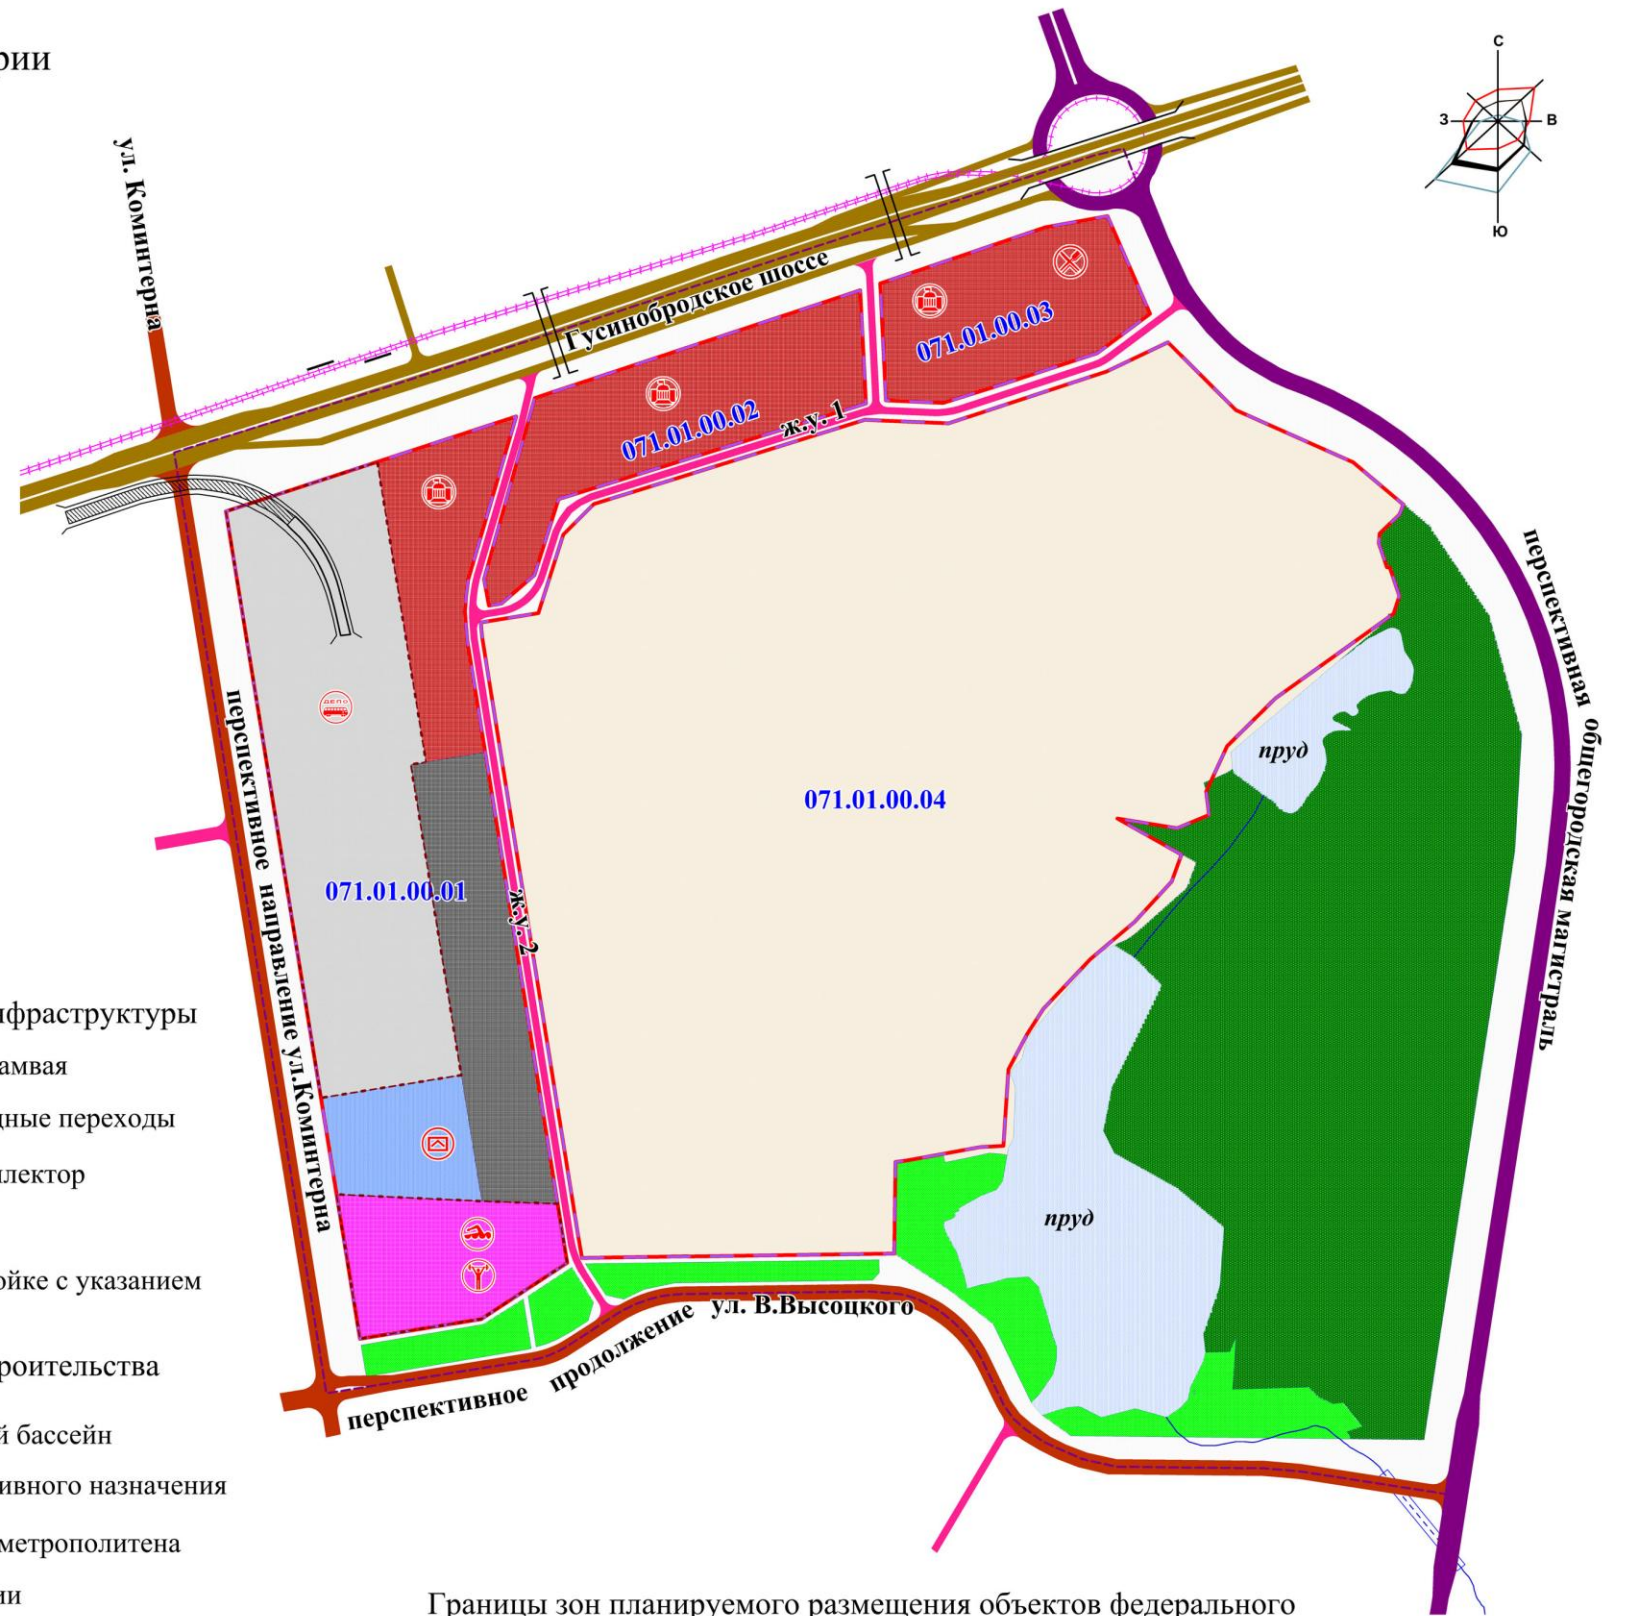 рии
С
З
В
Ю
ул. Коминтерна
Гусинобродское шоссе
071.01.00.03
071.01.00.02
ж.у. 1
перспективная общегородская магистраль
ДЕПО
пруд
071.01.00.04
071.01.00.01
ж.у. 2
перспективное направление ул.Коминтерна
нфраструктуры
амвая
дные переходы
ллектор
пруд
ойке с указанием
перспективное продолжение ул. В.Высоцкого
роительства
й бассейн
ивного назначения
метрополитена
ии
Границы зон планируемого размещения объектов федерального